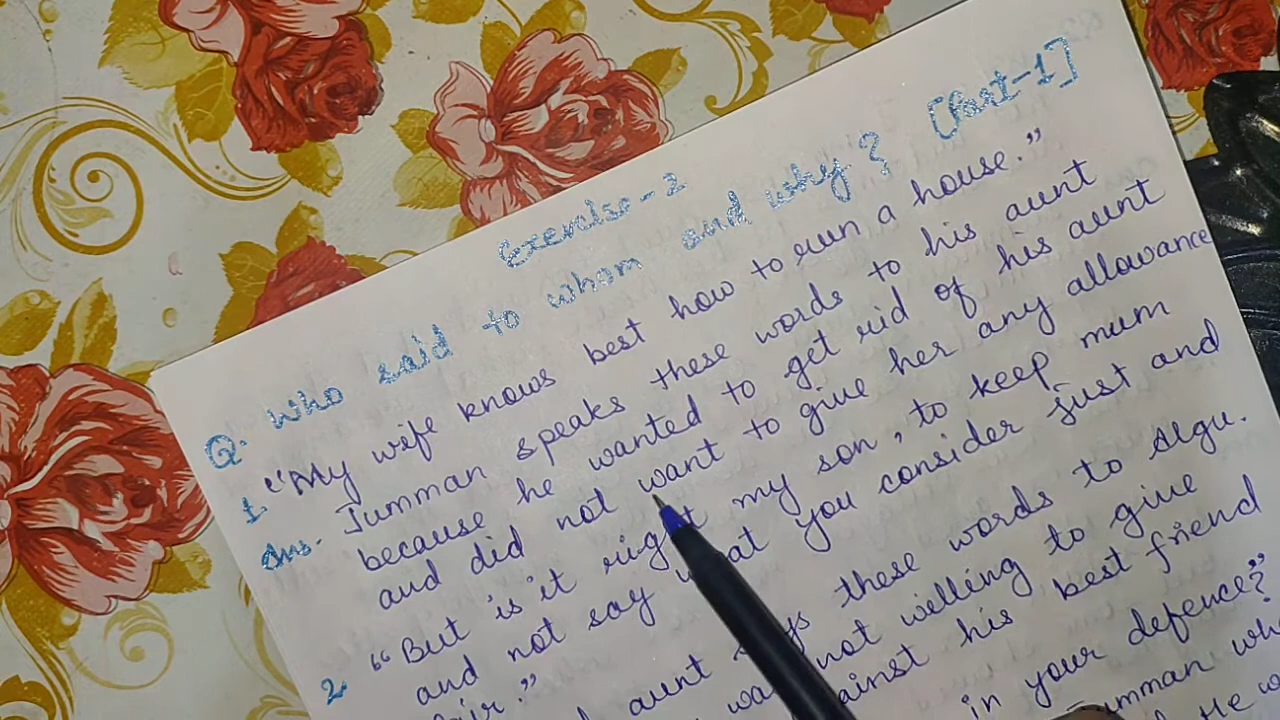 Exercise-2 [Part-1]
Q. Who said to whom and why?
1. "My wife knows best how to run a house."
Ans. Jumman speaks these words to his aunt
because he wanted to get rid of his aunt
and did not want to give her any allowance
2. "But is it right my son, to keep mum
and not say what you consider just and
fair."
aunt says these words to Algu.
was not willing to give
against his best friend
in your defence?"
Jumman
He